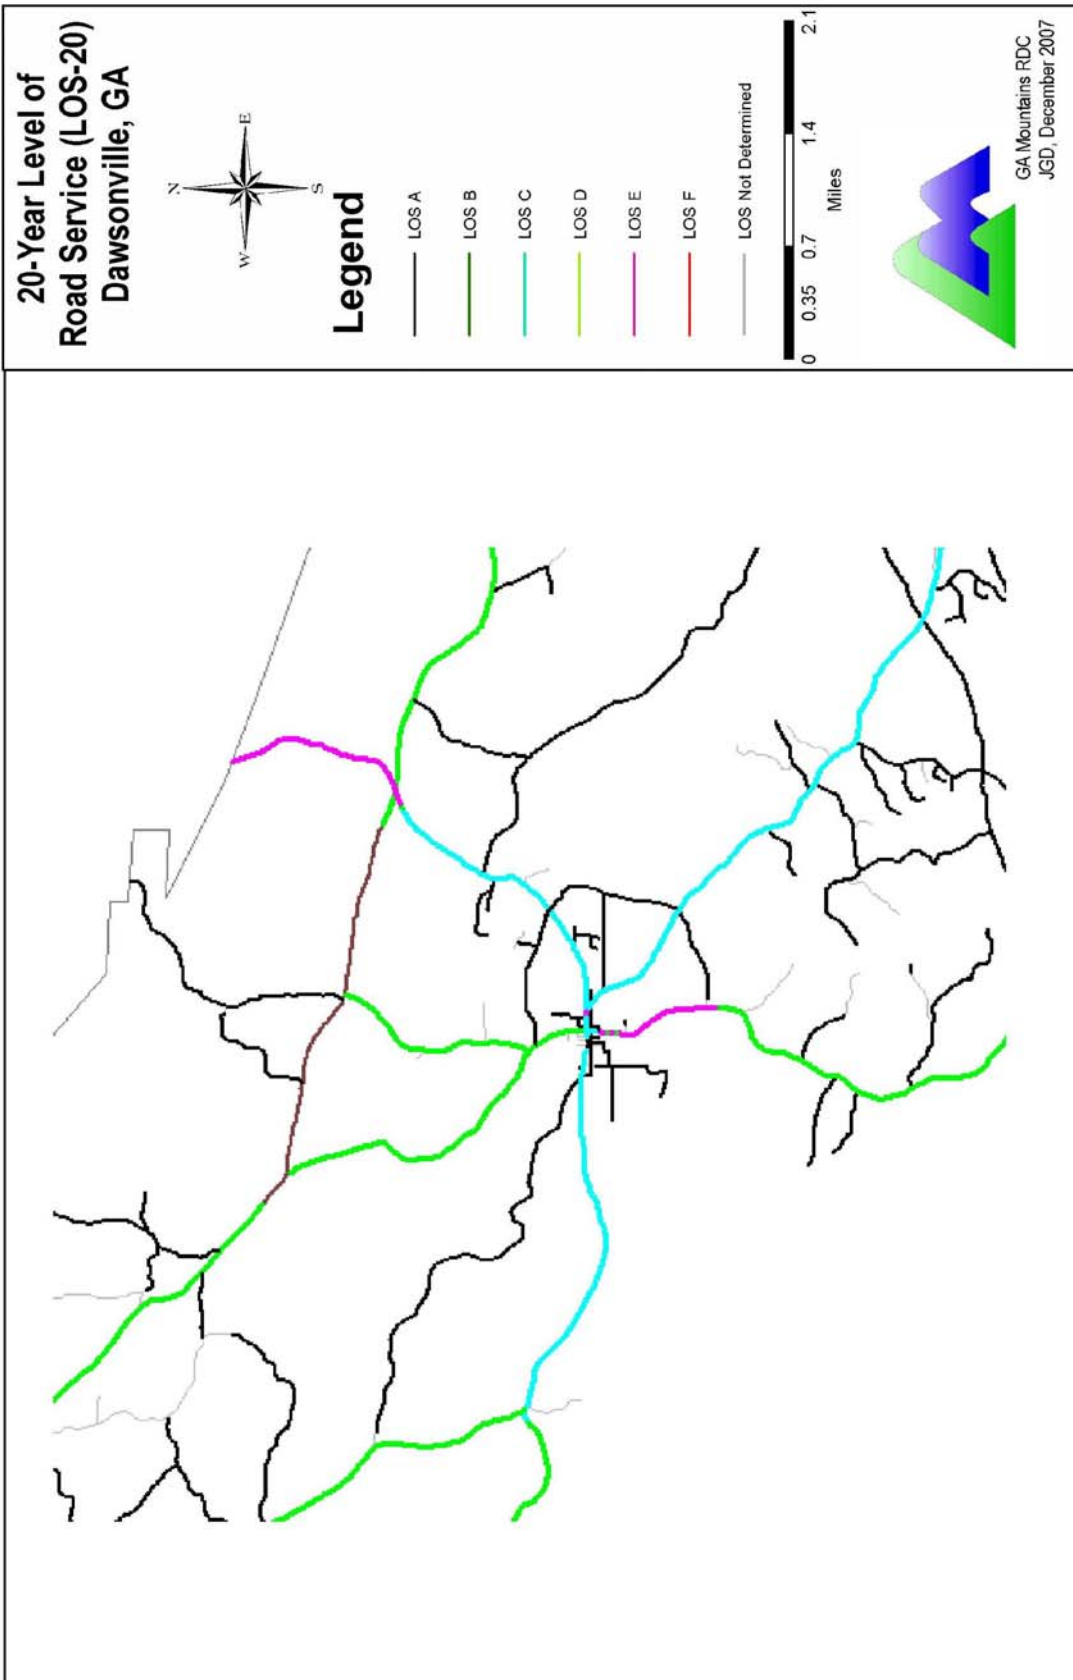 20-Year Level of
Road Service (LOS-20)
Dawsonville, GA
N
W
E
S
Legend
LOS A
LOS B
LOS C
LOS D
LOS E
LOS F
LOS Not Determined
0 0.35 0.7 1.4 2.1
Miles
GA Mountains RDC
JGD, December 2007